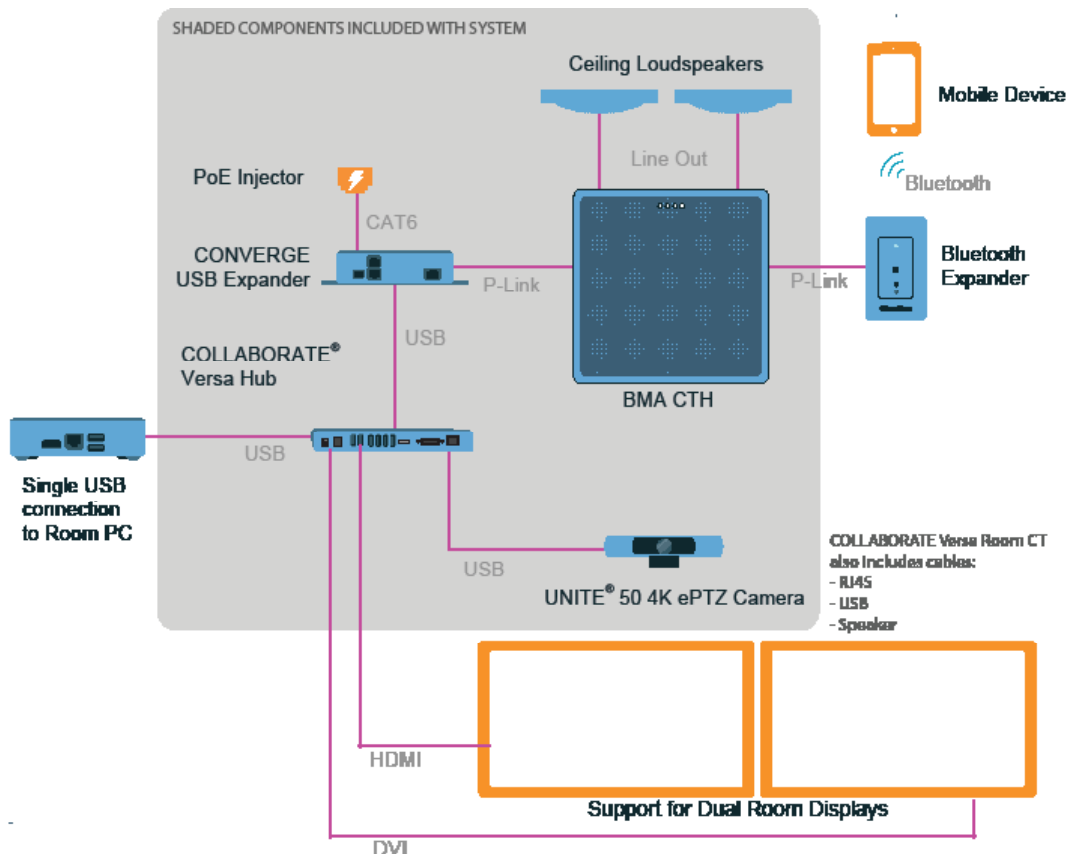 SHADED COMPONENTS INCLUDED WITH SYSTEM
Ceiling Loudspeakers
Mobile Device
Line Out
PoE Injector
Bluetooth
CAT6
CONVERGE
USB Expander
P-Link
P-Link
Bluetooth
Expander
USB
COLLABORATE®
Versa Hub
BMA CTH
USB
Single USB
connection
to Room PC
USB
UNITE® 50 4K ePTZ Camera
COLLABORATE Versa Room CT
also includes cables:
- RJ45
- USB
- Speaker
HDMI
Support for Dual Room Displays
DVI